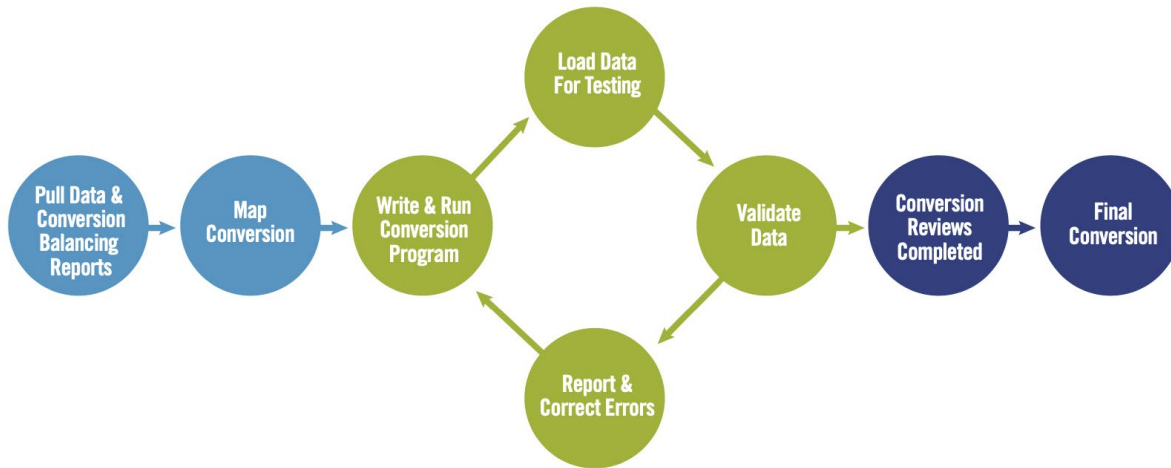 Pull Data &
Conversion
Balancing
Reports
Map
Conversion
Write & Run
Conversion
Program
Load Data
For Testing
Validate
Data
Report &
Correct Errors
Conversion
Reviews
Completed
Final
Conversion